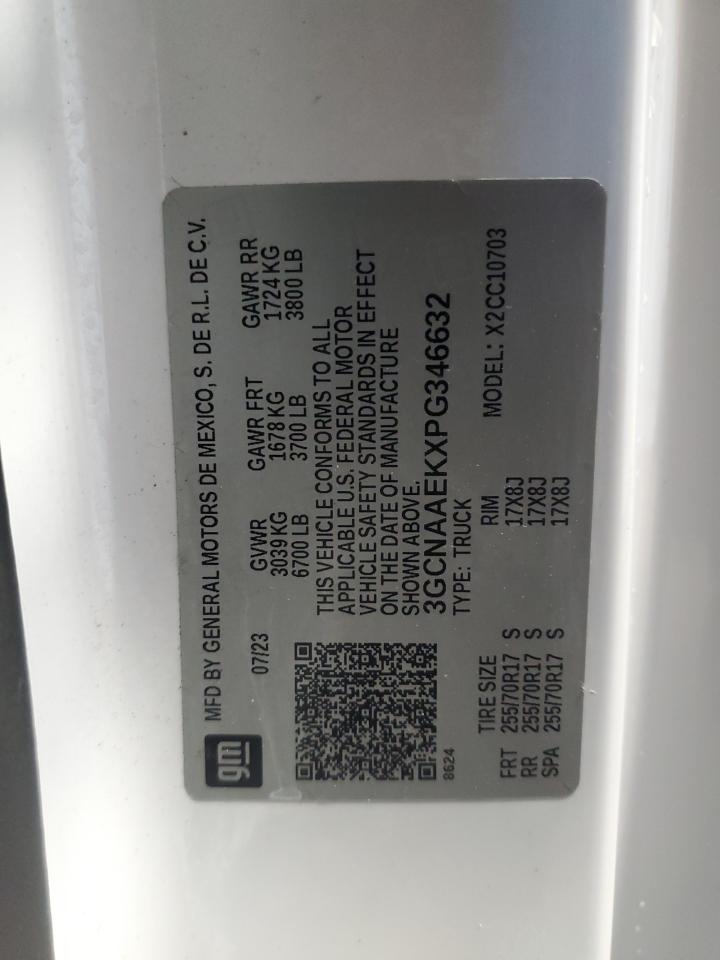 gm
MFD BY GENERAL MOTORS DE MEXICO, S. DE R.L. DE C.V.
07/23
GVWR GAWR FRT GAWR RR
3039 KG 1678 KG 1724 KG
6700 LB 3700 LB 3800 LB
THIS VEHICLE CONFORMS TO ALL
APPLICABLE U.S. FEDERAL MOTOR
VEHICLE SAFETY STANDARDS IN EFFECT
ON THE DATE OF MANUFACTURE
SHOWN ABOVE.
3GCNAAEKXPG346632
8624
TYPE: TRUCK MODEL: X2CC10703
TIRE SIZE RIM
FRT 255/70R17 S 17X8J
RR 255/70R17 S 17X8J
SPA 255/70R17 S 17X8J